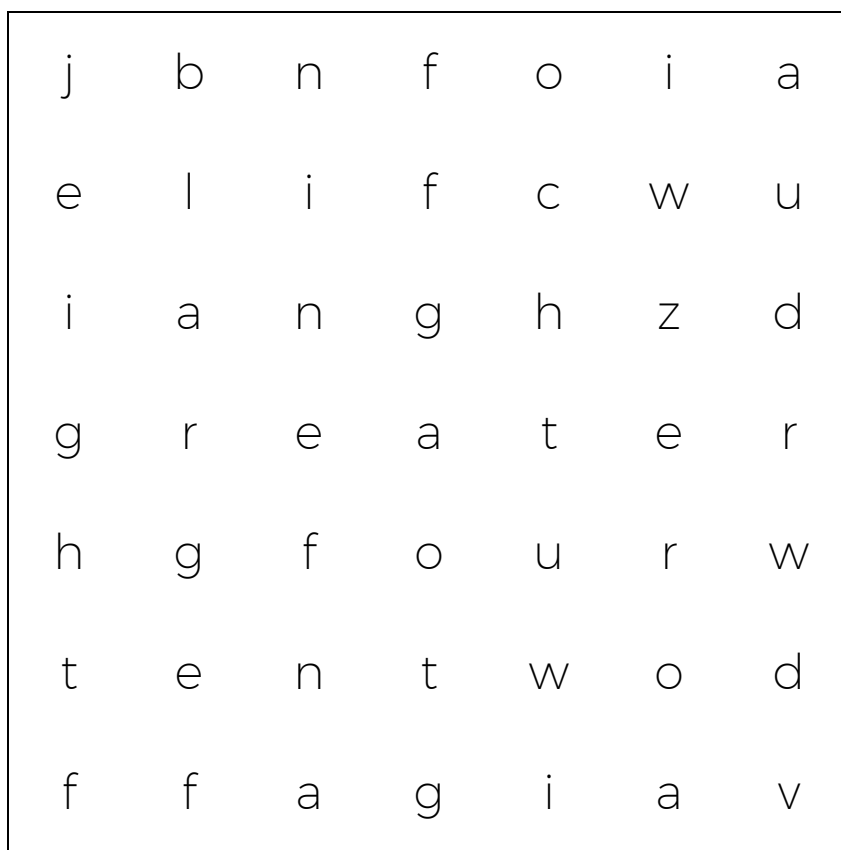 j b n f o i a
e l i f c w u
i a n g h z d
g r e a t e r
h g f o u r w
t e n t w o d
f f a g i a v